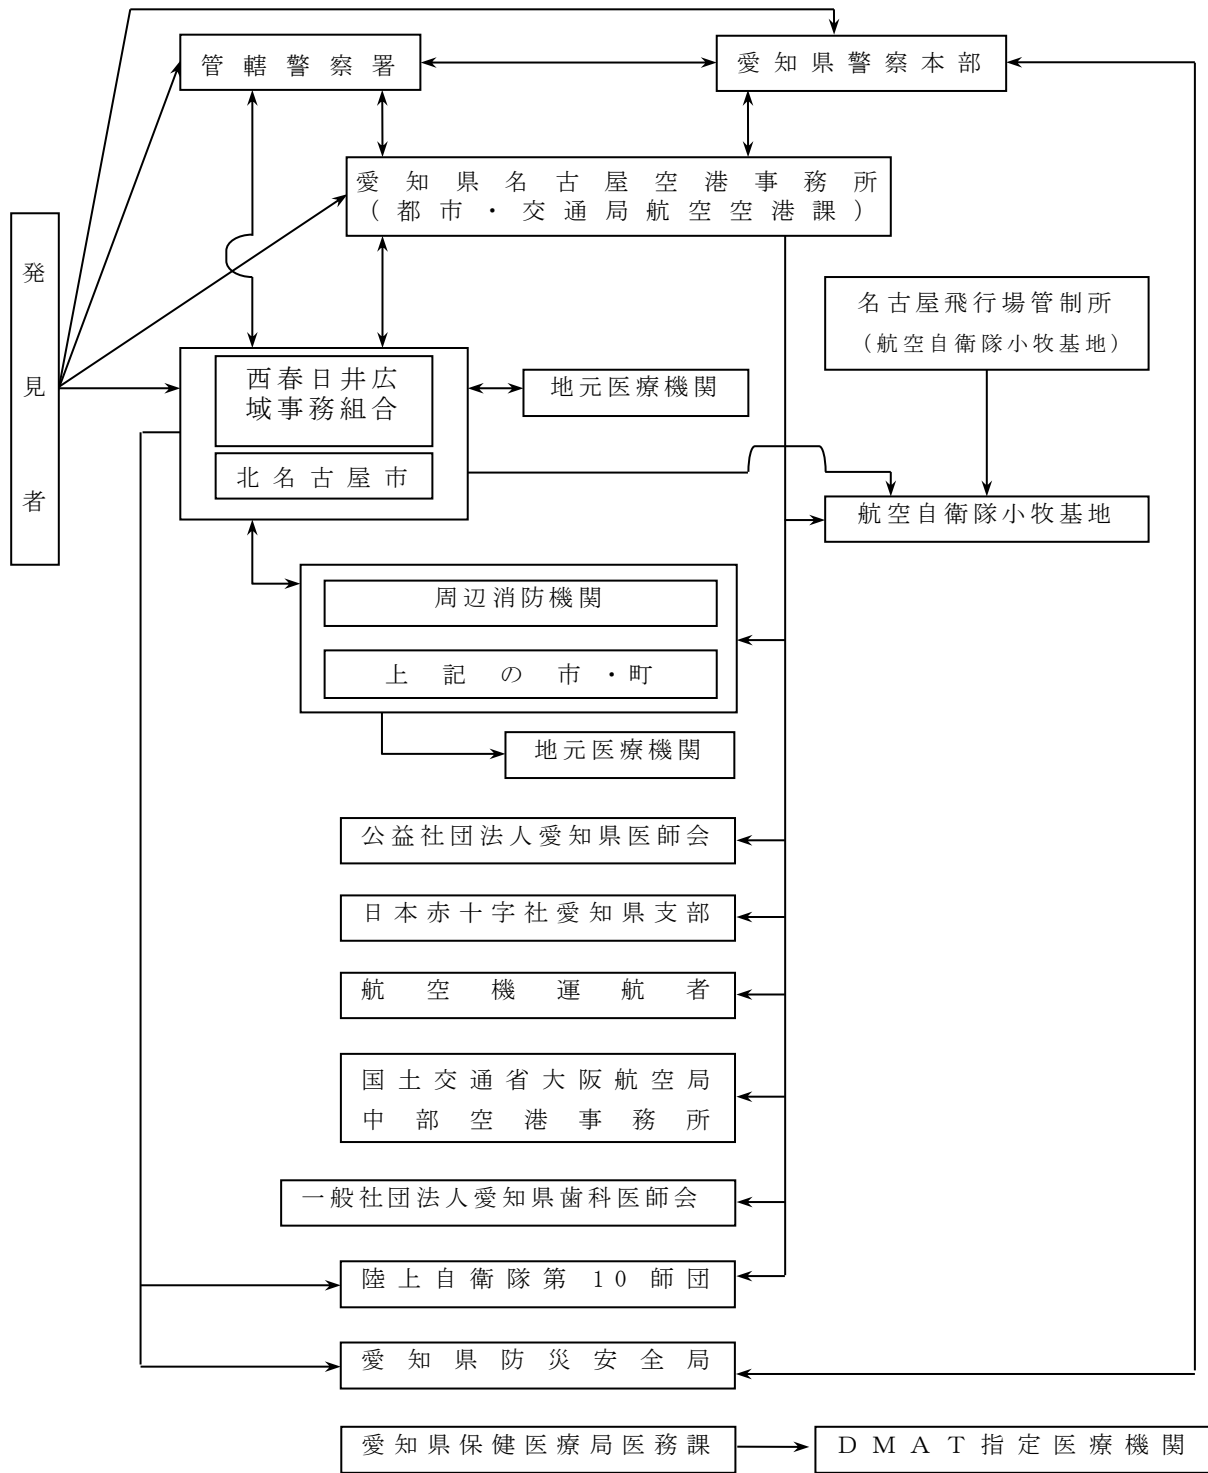 管轄警察署
愛知県警察本部
愛知県名古屋空港事務所
（都市・交通局航空空港課）
発見者
名古屋飛行場管制所
（航空自衛隊小牧基地）
西春日井広
域事務組合
地元医療機関
北名古屋市
航空自衛隊小牧基地
周辺消防機関
上記の市・町
地元医療機関
公益社団法人愛知県医師会
日本赤十字社愛知県支部
航空機運航者
国土交通省大阪航空局
中部空港事務所
一般社団法人愛知県歯科医師会
陸上自衛隊第10師団
愛知県防災安全局
愛知県保健医療局医務課
DMAT指定医療機関